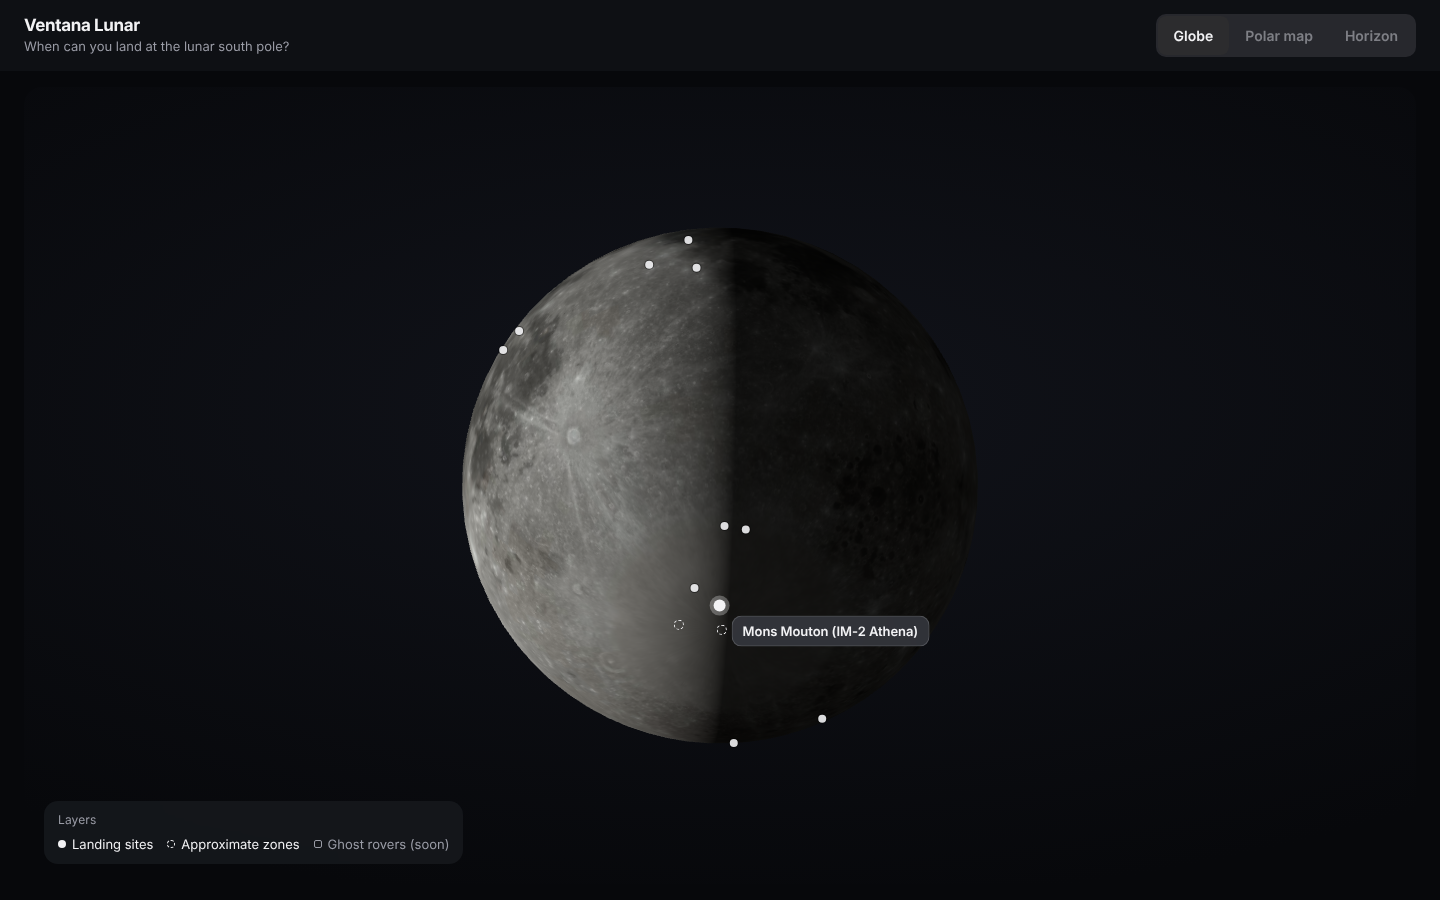 Ventana Lunar
When can you land at the lunar south pole?
Globe Polar map Horizon
Mons Mouton (IM-2 Athena)
Layers
Landing sites Approximate zones Ghost rovers (soon)